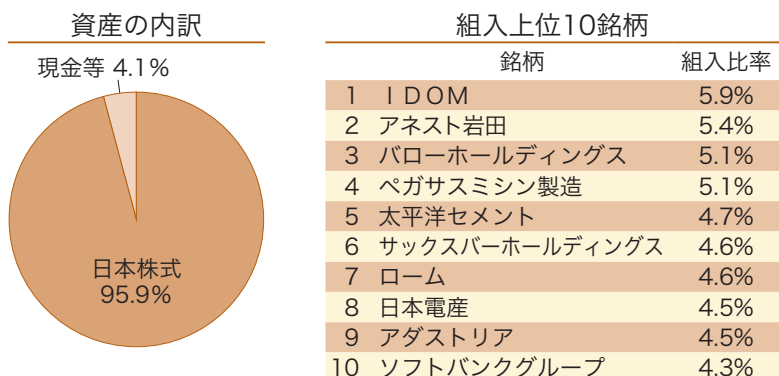 資産の内訳
現金等 4.1%
日本株式
95.9%
組入上位10銘柄
銘柄 組入比率
1 IDOM 5.9%
2 アネスト岩田 5.4%
3 バローホールディングス 5.1%
4 ペガサスミシン製造 5.1%
5 太平洋セメント 4.7%
6 サックスバーホールディングス 4.6%
7 ローム 4.6%
8 日本電産 4.5%
9 アダストリア 4.5%
10 ソフトバンクグループ 4.3%